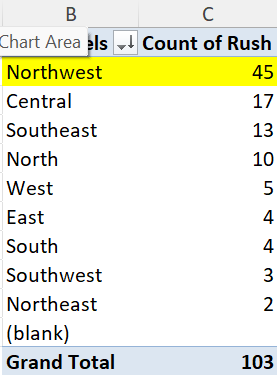 B C
Chart Area els Count of Rush
Northwest 45
Central 17
Southeast 13
North 10
West 5
East 4
South 4
Southwest 3
Northeast 2
(blank)
Grand Total 103